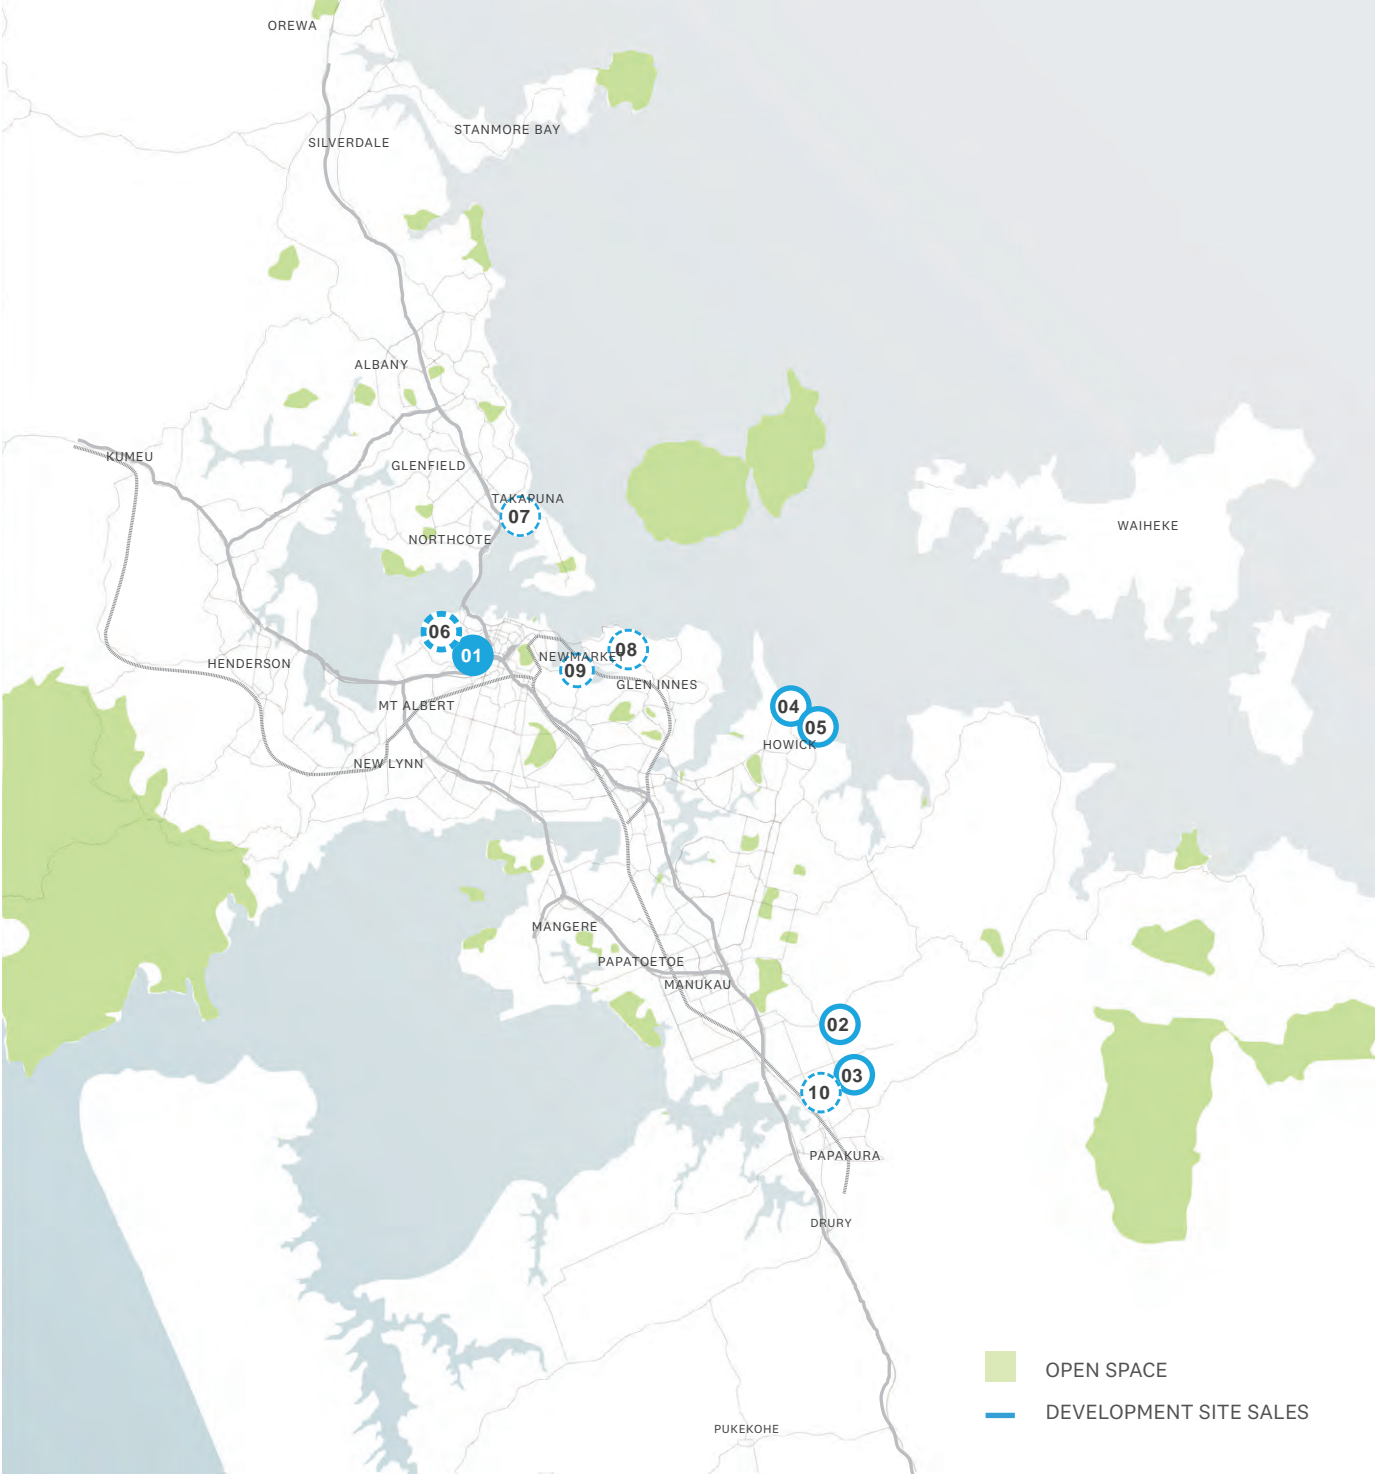 OREWA
STANMORE BAY
SILVERDALE
ALBANY
KUMEU
GLENFIELD
TAKAPUNA
07
WAIHEKE
NORTHCOTE
06
01
08
NEWMARKET
HENDERSON
09
GLEN INNES
MT ALBERT
04
05
HOWICK
NEW LYNN
MANGERE
PAPATOETOE
MANUKAU
02
03
10
PAPAKURA
DRURY
OPEN SPACE
DEVELOPMENT SITE SALES
PUKEKOHE